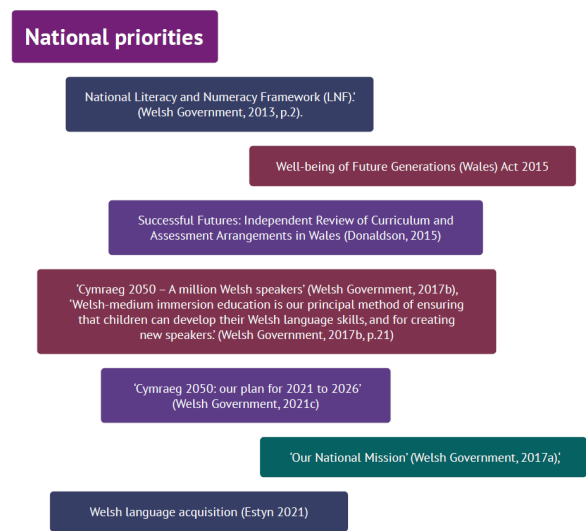 National priorities
National Literacy and Numeracy Framework (LNF).'
(Welsh Government, 2013, p.2).
Well-being of Future Generations (Wales) Act 2015
Successful Futures: Independent Review of Curriculum and
Assessment Arrangements in Wales (Donaldson, 2015)
'Cymraeg 2050 – A million Welsh speakers' (Welsh Government, 2017b),
'Welsh-medium immersion education is our principal method of ensuring
that children can develop their Welsh language skills, and for creating
new speakers.' (Welsh Government, 2017b, p.21)
'Cymraeg 2050: our plan for 2021 to 2026'
(Welsh Government, 2021c)
'Our National Mission' (Welsh Government, 2017a),'
Welsh language acquisition (Estyn 2021)